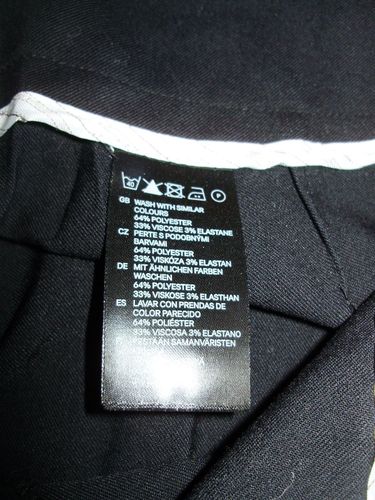 40 P
GB WASH WITH SIMILAR
COLOURS
64% POLYESTER
33% VISCOSE 3% ELASTANE
CZ PERTE S PODOBNÝMI
BARVAMI
64% POLYESTER
33% VISKÓZA 3% ELASTAN
DE MIT ÄHNLICHEN FARBEN
WASCHEN
64% POLYESTER
33% VISKOSE 3% ELASTHAN
ES LAVAR CON PRENDAS DE
COLOR PARECIDO
64% POLIÉSTER
33% VISCOSA 3% ELASTANO
PESTÄÄN SAMANVÄRISTEN